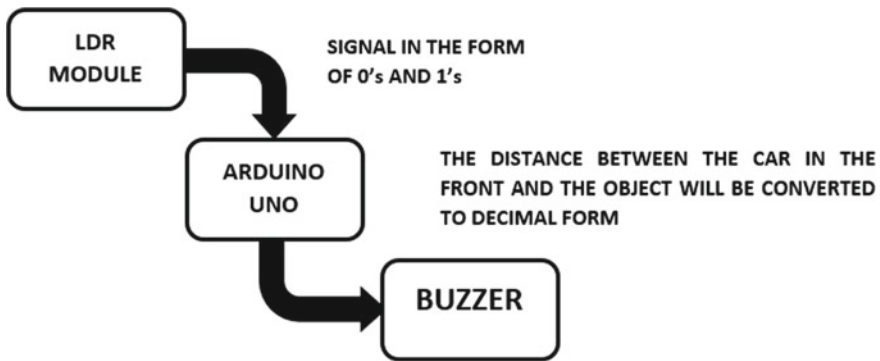 LDR
MODULE
SIGNAL IN THE FORM
OF 0's AND 1's
ARDUINO
UNO
THE DISTANCE BETWEEN THE CAR IN THE
FRONT AND THE OBJECT WILL BE CONVERTED
TO DECIMAL FORM
BUZZER